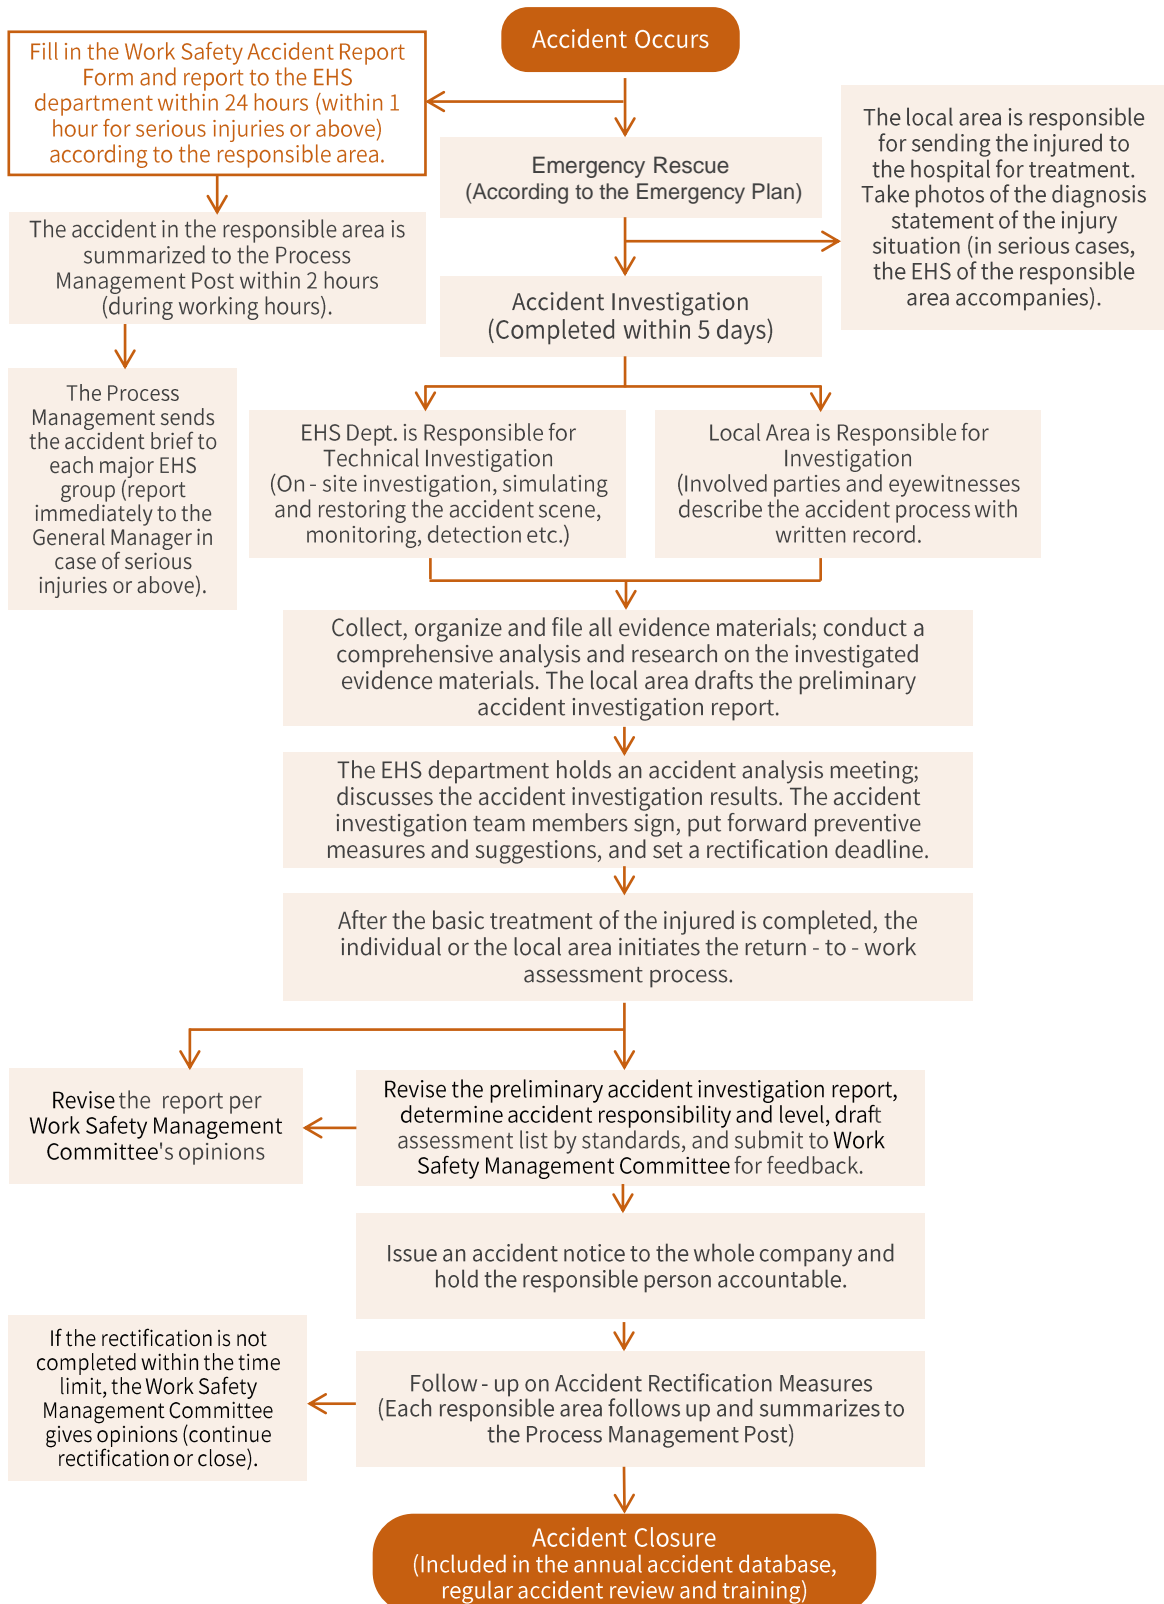 Accident Occurs
Fill in the Work Safety Accident Report
Form and report to the EHS
department within 24 hours (within 1
hour for serious injuries or above)
according to the responsible area.
Emergency Rescue
(According to the Emergency Plan)
The local area is responsible
for sending the injured to
the hospital for treatment.
Take photos of the diagnosis
statement of the injury
situation (in serious cases,
the EHS of the responsible
area accompanies).
The accident in the responsible area is
summarized to the Process
Management Post within 2 hours
(during working hours).
Accident Investigation
(Completed within 5 days)
The Process
Management sends
the accident brief to
each major EHS
group (report
immediately to the
General Manager in
case of serious
injuries or above).
EHS Dept. is Responsible for
Technical Investigation
(On - site investigation, simulating
and restoring the accident scene,
monitoring, detection etc.)
Local Area is Responsible for
Investigation
(Involved parties and eyewitnesses
describe the accident process with
written record.
Collect, organize and file all evidence materials; conduct a
comprehensive analysis and research on the investigated
evidence materials. The local area drafts the preliminary
accident investigation report.
The EHS department holds an accident analysis meeting;
discusses the accident investigation results. The accident
investigation team members sign, put forward preventive
measures and suggestions, and set a rectification deadline.
After the basic treatment of the injured is completed, the
individual or the local area initiates the return - to - work
assessment process.
Revise the report per
Work Safety Management
Committee's opinions
Revise the preliminary accident investigation report,
determine accident responsibility and level, draft
assessment list by standards, and submit to Work
Safety Management Committee for feedback.
Issue an accident notice to the whole company and
hold the responsible person accountable.
If the rectification is not
completed within the time
limit, the Work Safety
Management Committee
gives opinions (continue
rectification or close).
Follow - up on Accident Rectification Measures
(Each responsible area follows up and summarizes to
the Process Management Post)
Accident Closure
(Included in the annual accident database,
regular accident review and training)